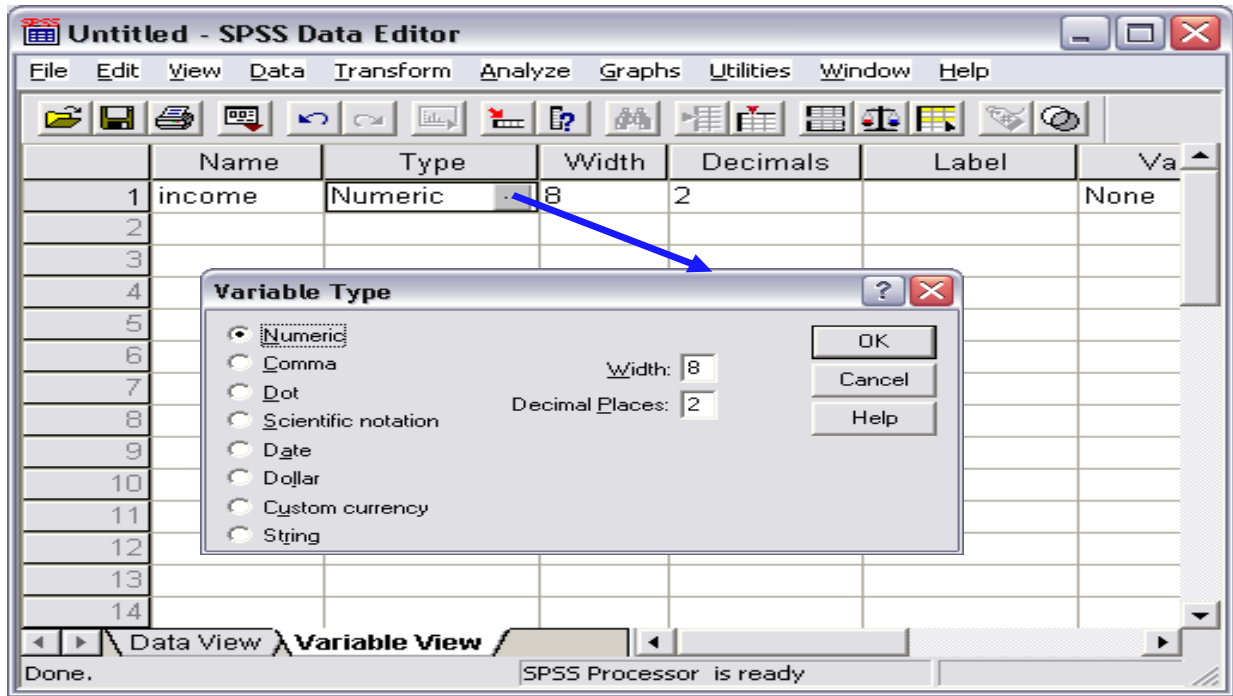 SPSS
Untitled - SPSS Data Editor
File Edit View Data Transform Analyze Graphs Utilities Window Help
Name Type Width Decimals Label Va
1 income Numeric 8 2 None
2
3
4
5
6
7
8
9
10
11
12
13
14
Variable Type
Numeric
Comma
Dot
Scientific notation
Date
Dollar
Custom currency
String
Width: 8
Decimal Places: 2
OK
Cancel
Help
Data View Variable View
Done. SPSS Processor is ready